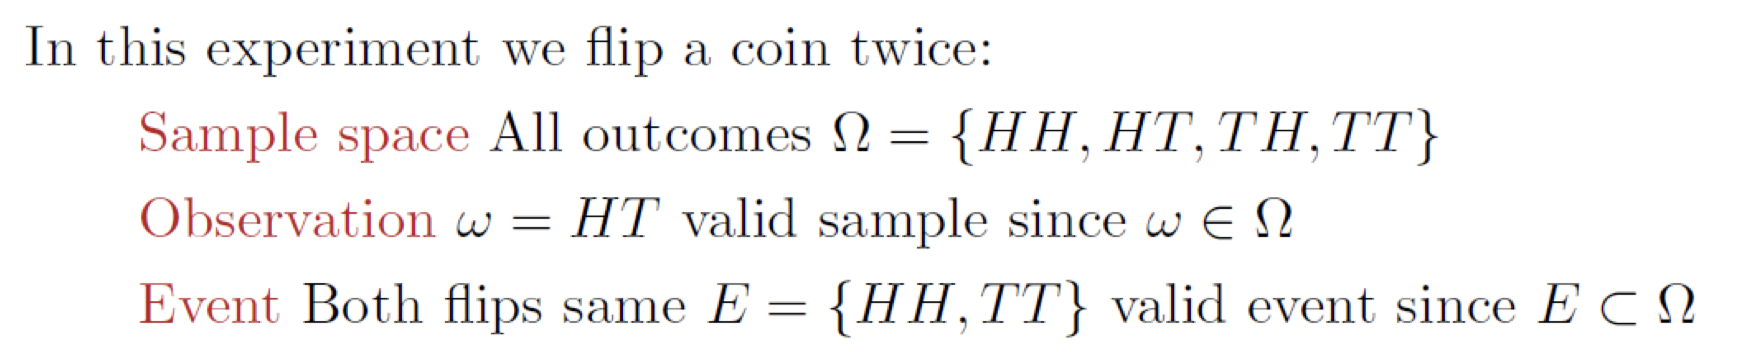 In this experiment we flip a coin twice:
Sample space All outcomes Ω = {HH, HT, TH, TT}
Observation ω = HT valid sample since ω ∈ Ω
Event Both flips same E = {HH, TT} valid event since E ⊂ Ω